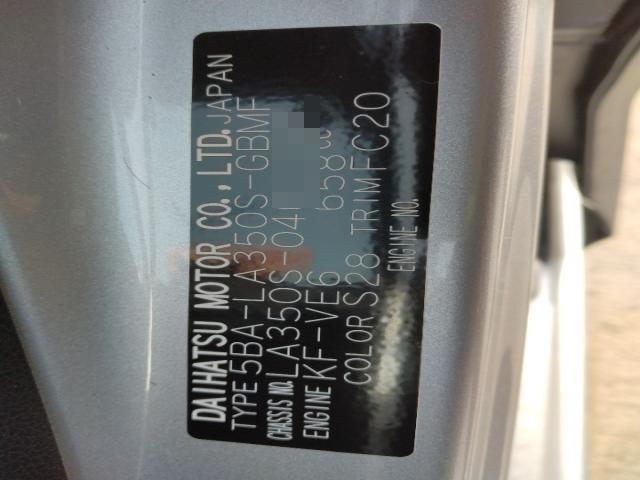 DAIHATSU MOTOR CO., LTD. JAPAN
TYPE 5BA-LA350S-GBMF
CHASSIS NO. LA350S-04
ENGINE KF-VE6 658
COLOR S28 TRIM FC20
ENGINE NO.